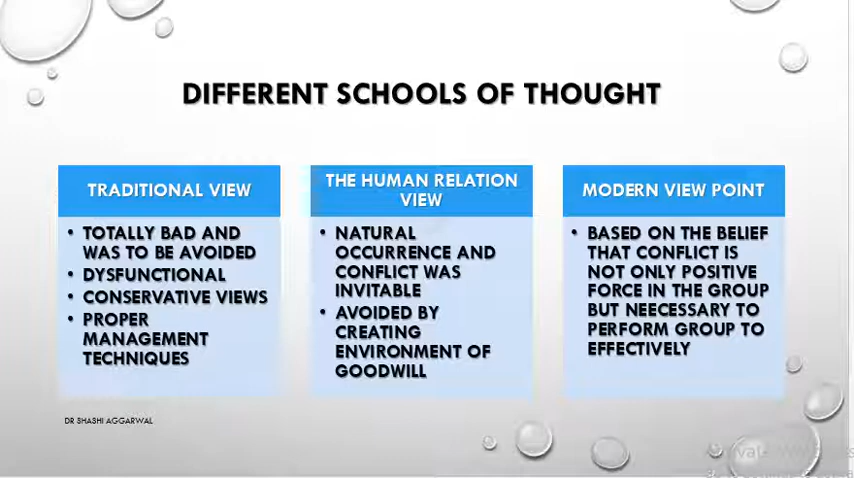 DIFFERENT SCHOOLS OF THOUGHT
TRADITIONAL VIEW
• TOTALLY BAD AND
WAS TO BE AVOIDED
• DYSFUNCTIONAL
• CONSERVATIVE VIEWS
• PROPER
MANAGEMENT
TECHNIQUES
THE HUMAN RELATION
VIEW
• NATURAL
OCCURRENCE AND
CONFLICT WAS
INVITABLE
• AVOIDED BY
CREATING
ENVIRONMENT OF
GOODWILL
MODERN VIEW POINT
• BASED ON THE BELIEF
THAT CONFLICT IS
NOT ONLY POSITIVE
FORCE IN THE GROUP
BUT NEECESSARY TO
PERFORM GROUP TO
EFFECTIVELY
DR SHASHI AGGARWAL